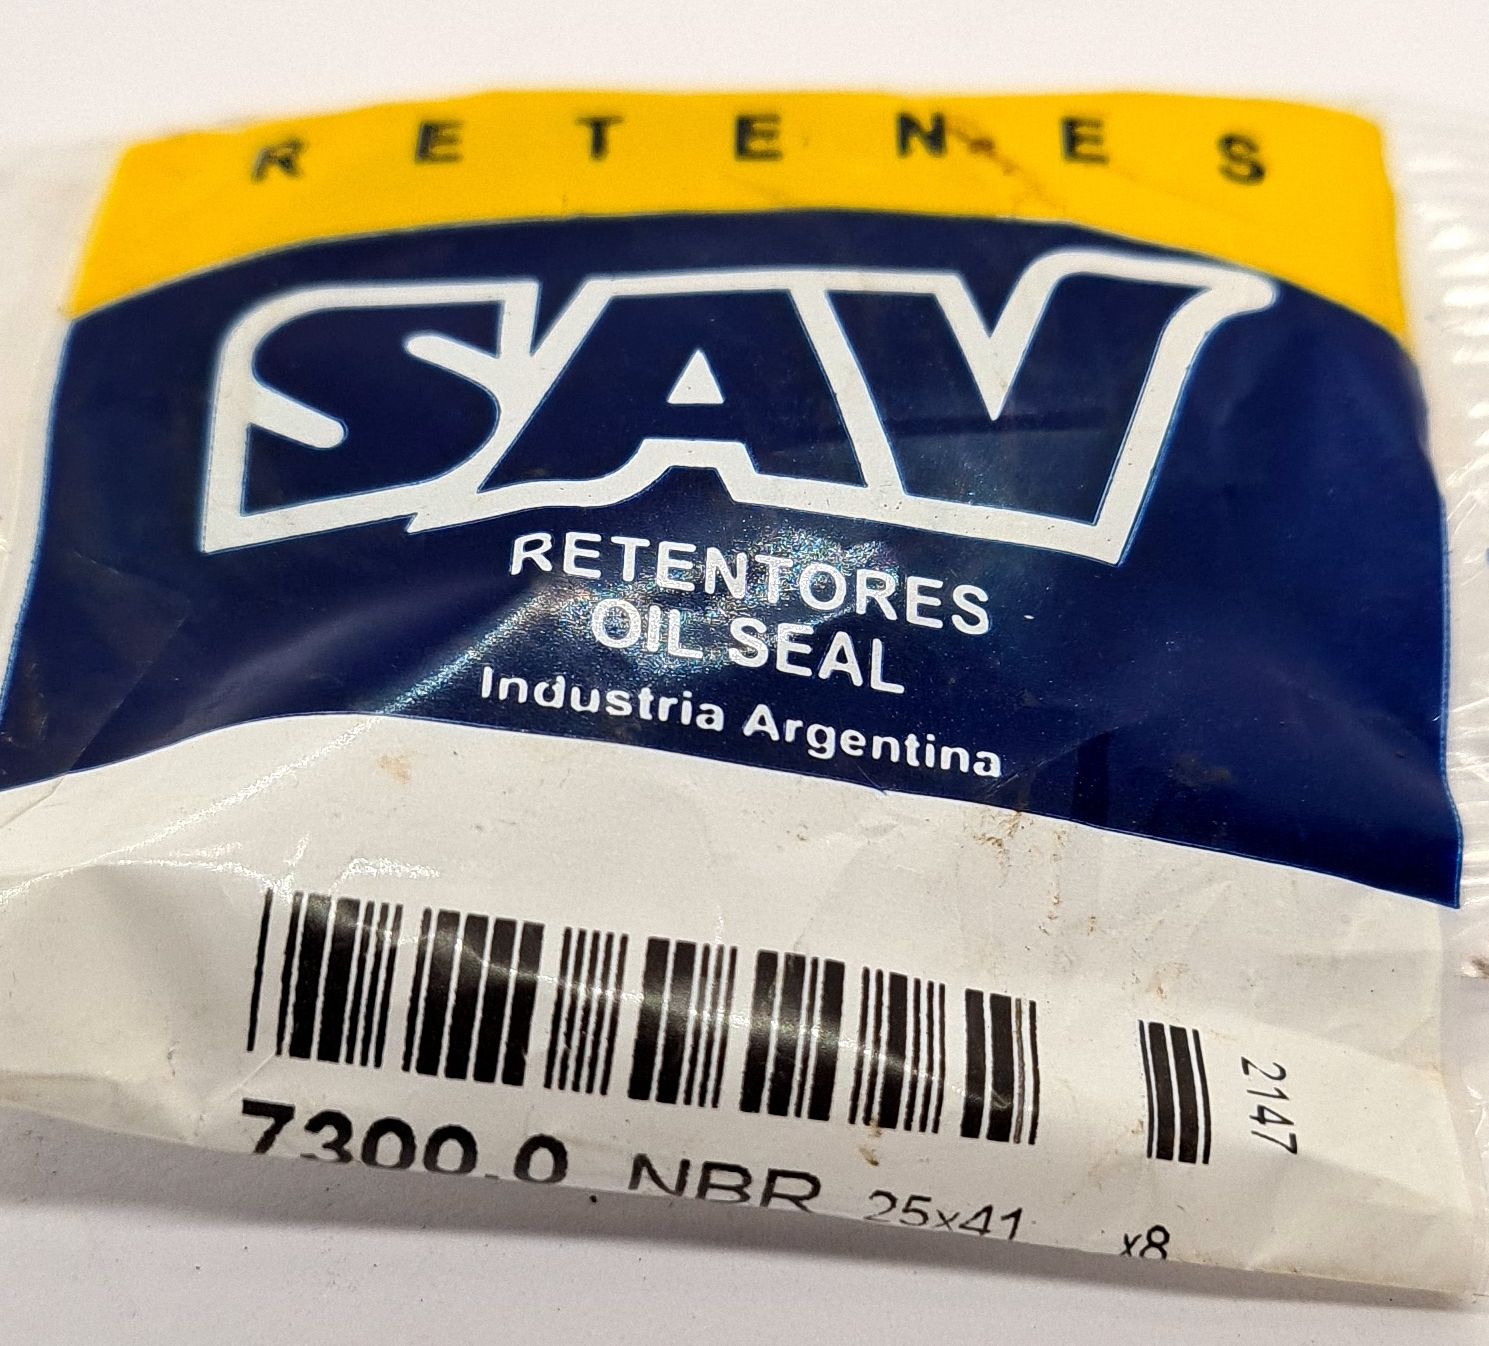 RETENES
SAV
RETENTORES
OIL SEAL
Industria Argentina
2147
7300.0 NBR 25x41 x8